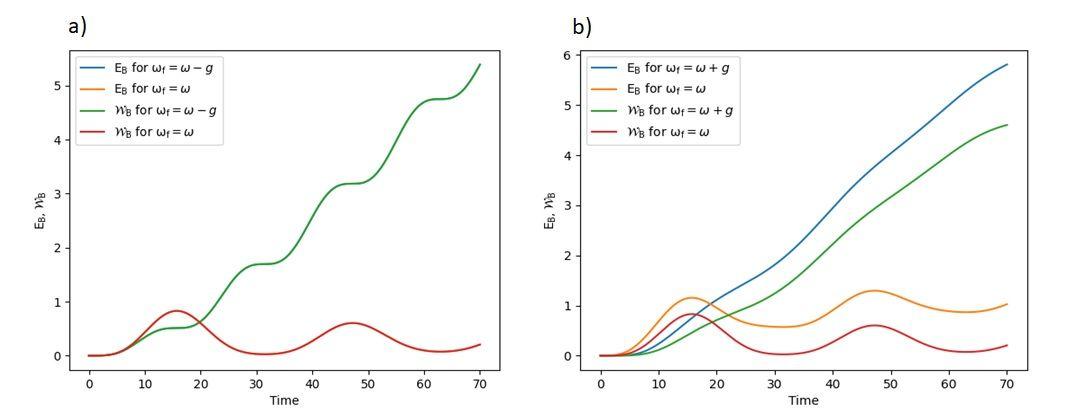 a)
E_B for ω_f = ω − g
E_B for ω_f = ω
𝒲_B for ω_f = ω − g
𝒲_B for ω_f = ω
E_B, 𝒲_B
5
4
3
2
1
0
0 10 20 30 40 50 60 70
Time
b)
E_B for ω_f = ω + g
E_B for ω_f = ω
𝒲_B for ω_f = ω + g
𝒲_B for ω_f = ω
E_B, 𝒲_B
6
5
4
3
2
1
0
0 10 20 30 40 50 60 70
Time